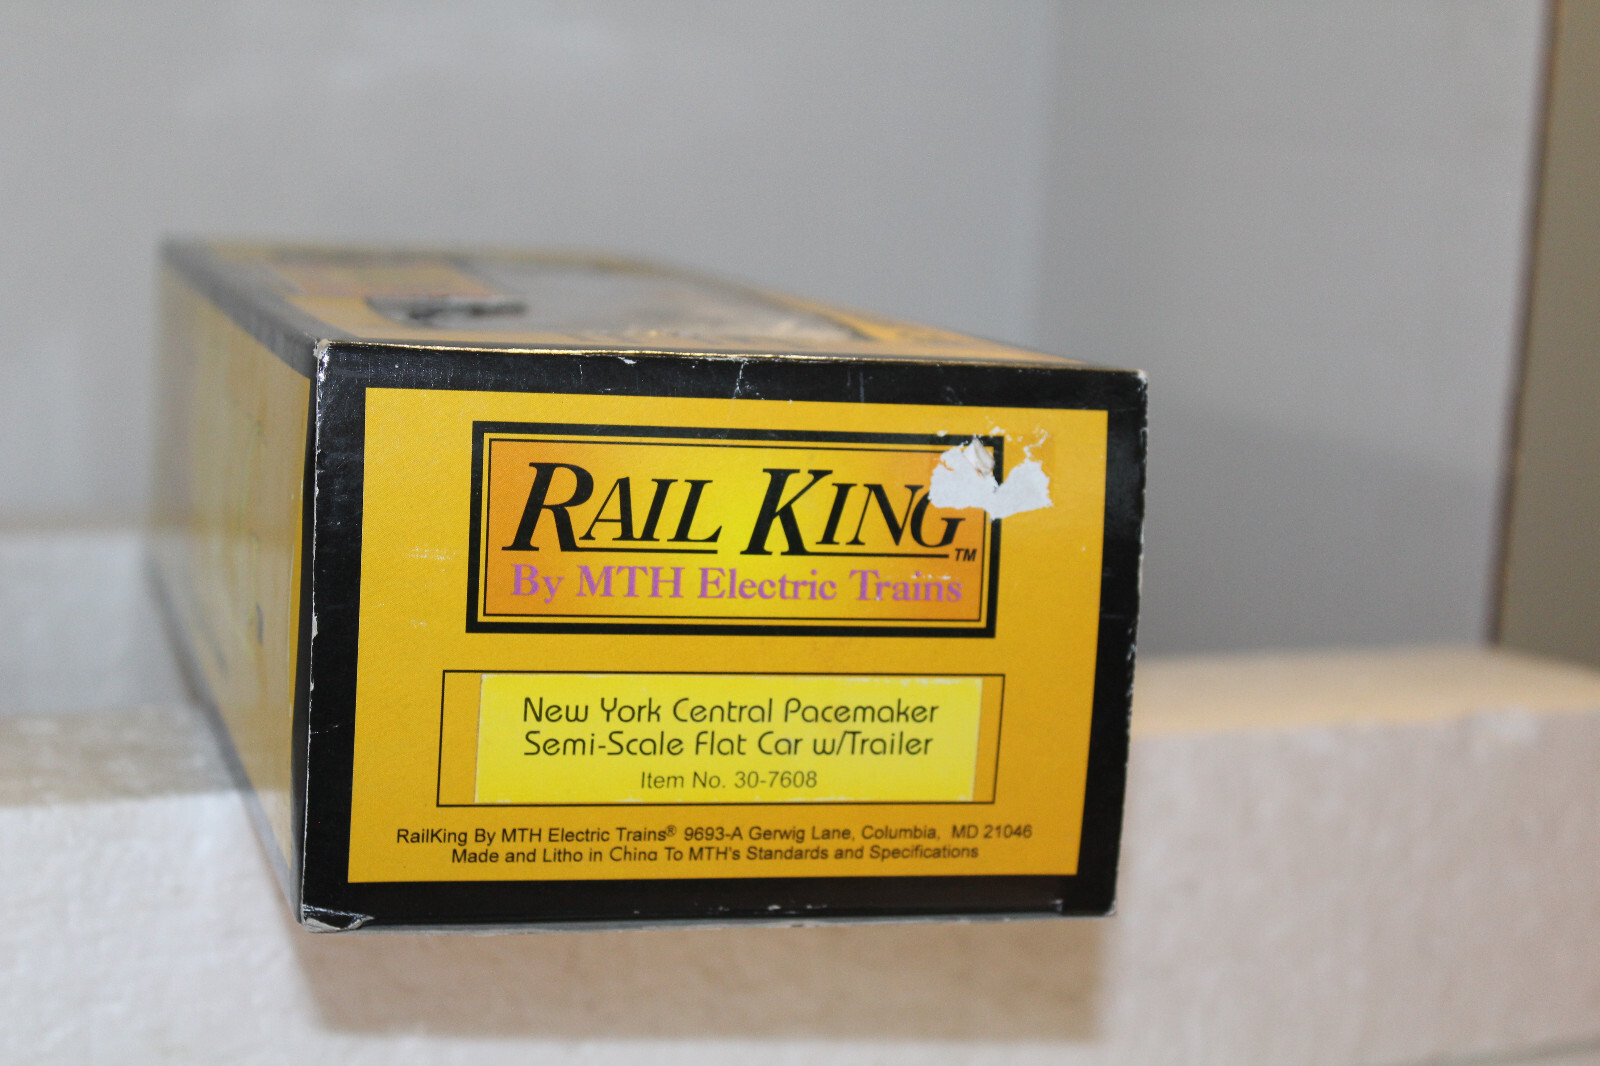 RAIL KING™
By MTH Electric Trains
New York Central Pacemaker
Semi-Scale Flat Car w/Trailer
Item No. 30-7608
RailKing By MTH Electric Trains® 9693-A Gerwig Lane, Columbia, MD 21046
Made and Litho in China To MTH's Standards and Specifications